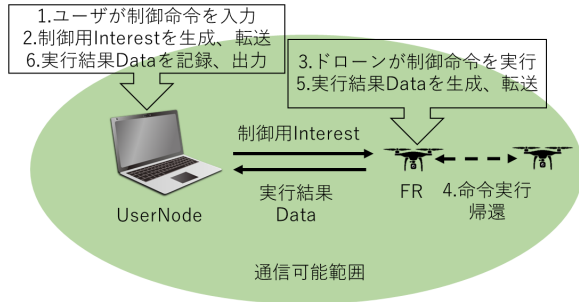 1.ユーザが制御命令を入力
2.制御用Interestを生成、転送
6.実行結果Dataを記録、出力
3.ドローンが制御命令を実行
5.実行結果Dataを生成、転送
制御用Interest
実行結果
Data
UserNode
FR
4.命令実行
帰還
通信可能範囲